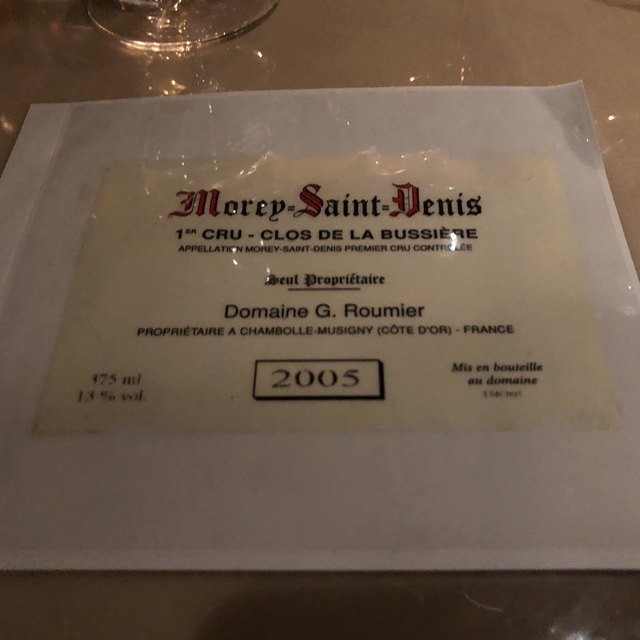 Morey-Saint-Denis
1ER CRU - CLOS DE LA BUSSIÈRE
APPELLATION MOREY-SAINT-DENIS PREMIER CRU CONTRÔLÉE
Seul Propriétaire
Domaine G. Roumier
PROPRIÉTAIRE A CHAMBOLLE-MUSIGNY (CÔTE D'OR) - FRANCE
375 ml
13 % vol.
2005
Mis en bouteille
au domaine